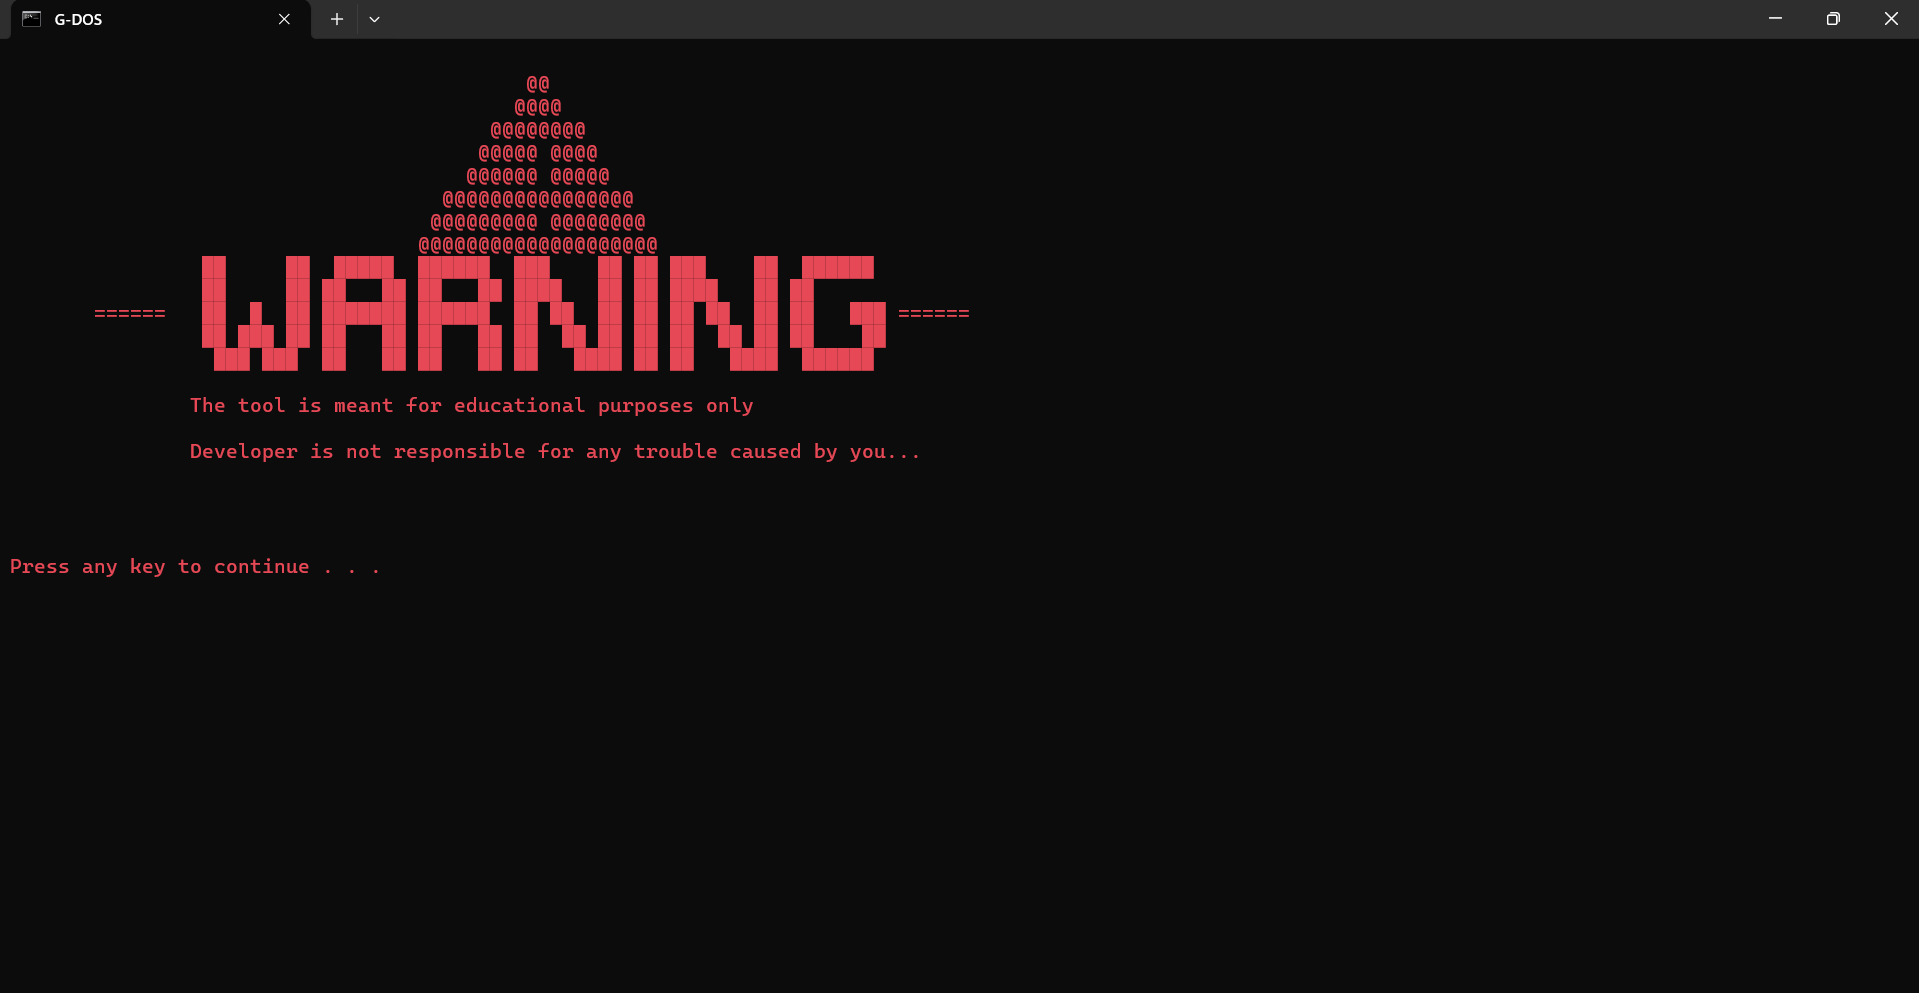 G-DOS
@@
@@@@
@@@@@@@@
@@@@@ @@@@
@@@@@@ @@@@@
@@@@@@@@@@@@@@@@
@@@@@@@@@ @@@@@@@@
@@@@@@@@@@@@@@@@@@@@
====== WARNING ======
The tool is meant for educational purposes only
Developer is not responsible for any trouble caused by you...
Press any key to continue . . .